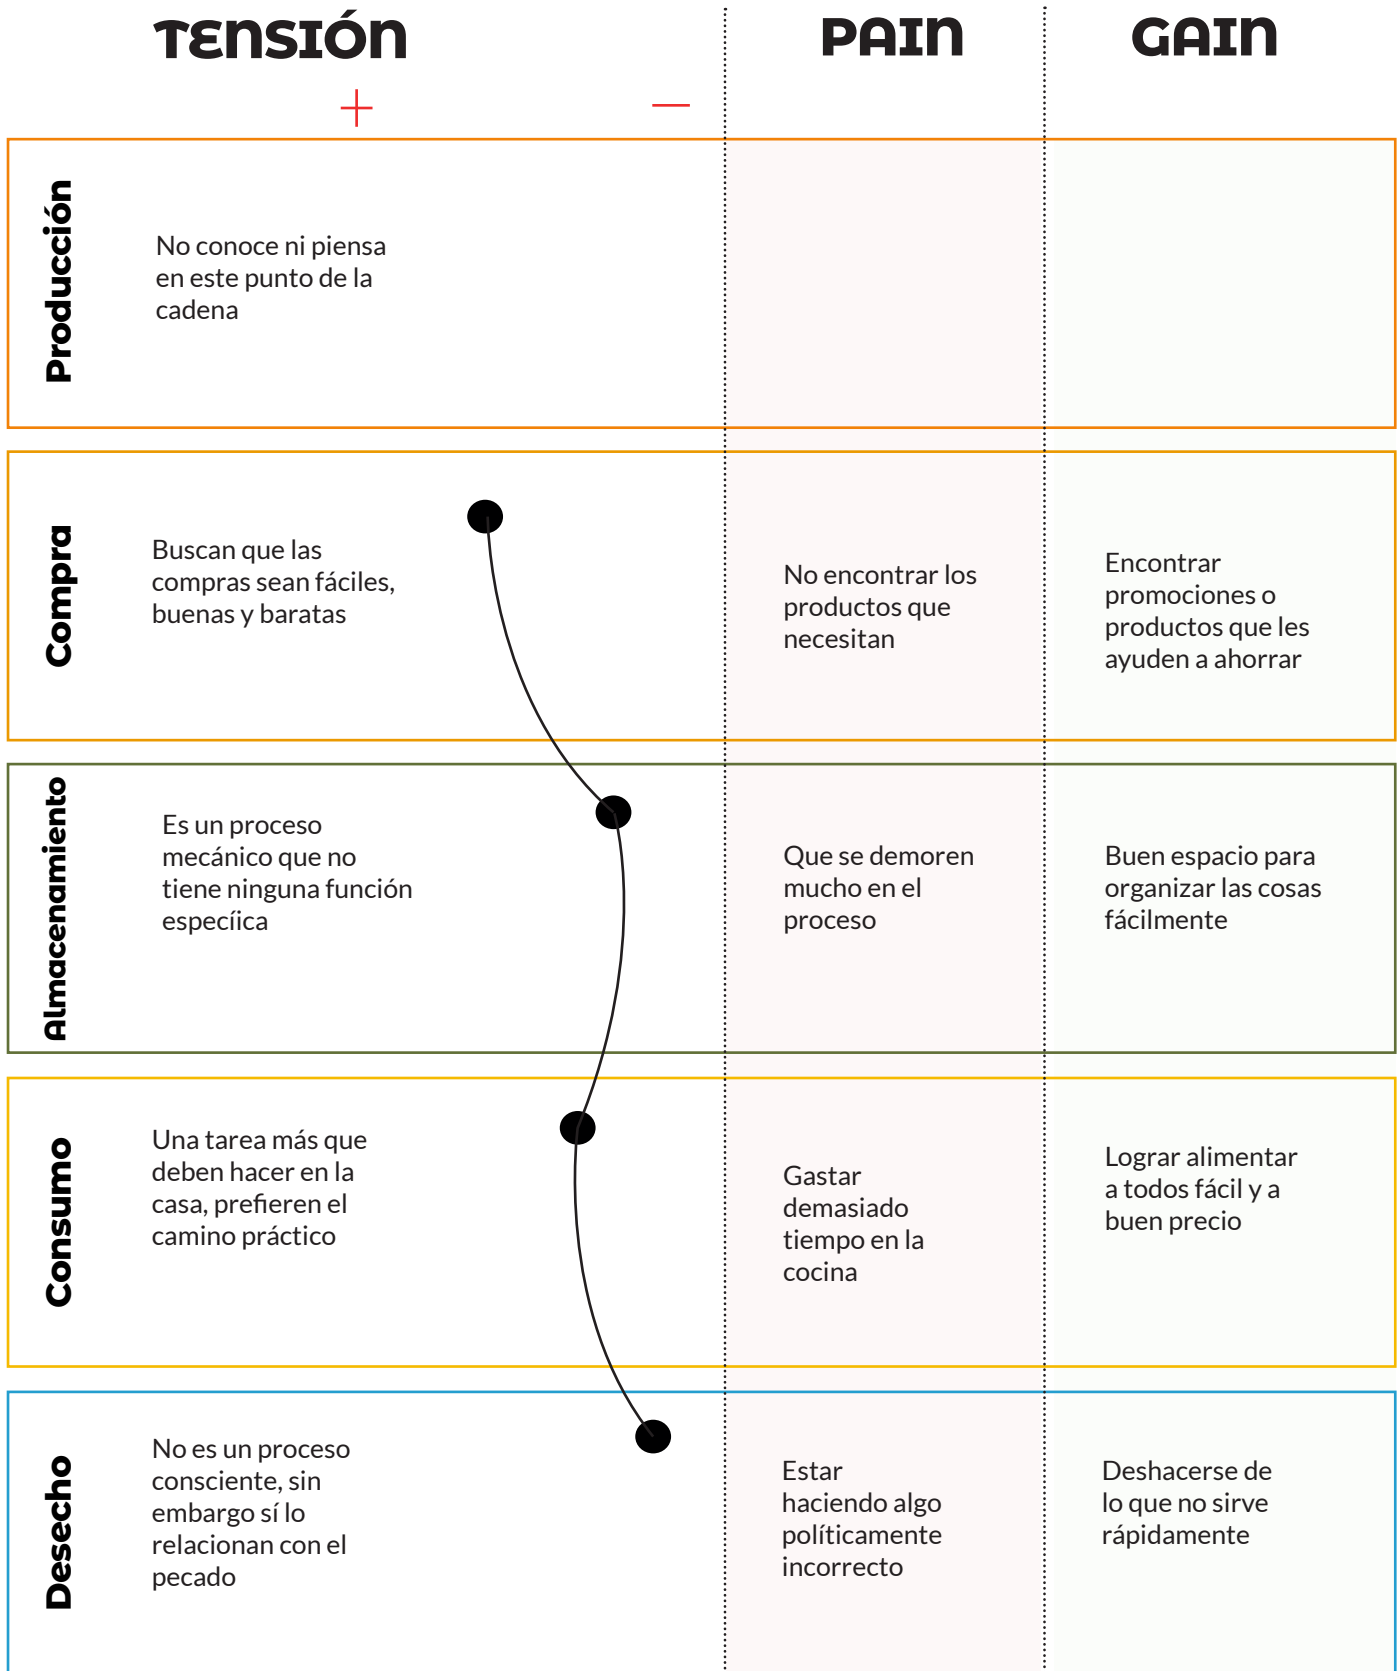 TENSIÓN
PAIN
GAIN
+
—
Producción
No conoce ni piensa
en este punto de la
cadena
Compra
Buscan que las
compras sean fáciles,
buenas y baratas
No encontrar los
productos que
necesitan
Encontrar
promociones o
productos que les
ayuden a ahorrar
Almacenamiento
Es un proceso
mecánico que no
tiene ninguna función
especíica
Que se demoren
mucho en el
proceso
Buen espacio para
organizar las cosas
fácilmente
Consumo
Una tarea más que
deben hacer en la
casa, prefieren el
camino práctico
Gastar
demasiado
tiempo en la
cocina
Lograr alimentar
a todos fácil y a
buen precio
Desecho
No es un proceso
consciente, sin
embargo sí lo
relacionan con el
pecado
Estar
haciendo algo
políticamente
incorrecto
Deshacerse de
lo que no sirve
rápidamente